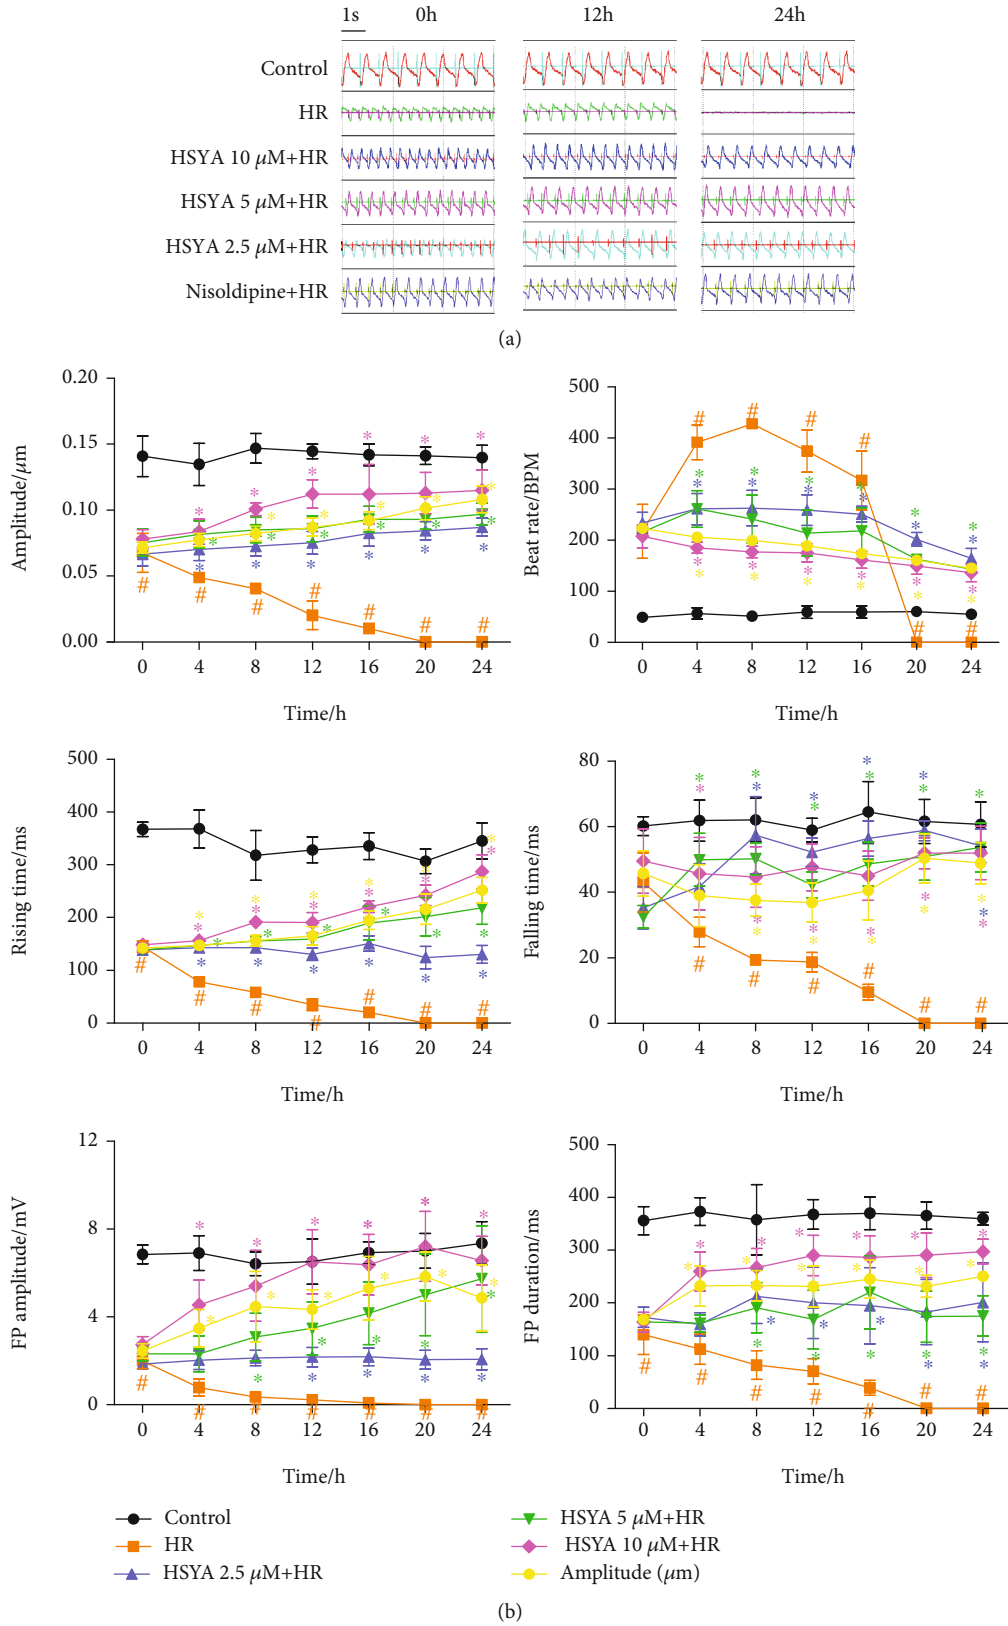 1s 0h 12h 24h
Control
HR
HSYA 10 μM+HR
HSYA 5 μM+HR
HSYA 2.5 μM+HR
Nisoldipine+HR
(a)
Amplitude/μm
0.20
0.15
0.10
0.05
0.00
0 4 8 12 16 20 24
Time/h
Beat rate/BPM
500
400
300
200
100
0
0 4 8 12 16 20 24
Time/h
Rising time/ms
500
400
300
200
100
0
0 4 8 12 16 20 24
Time/h
Falling time/ms
80
60
40
20
0
0 4 8 12 16 20 24
Time/h
FP amplitude/mV
12
8
4
0
0 4 8 12 16 20 24
Time/h
FP duration/ms
500
400
300
200
100
0
0 4 8 12 16 20 24
Time/h
Control
HR
HSYA 2.5 μM+HR
HSYA 5 μM+HR
HSYA 10 μM+HR
Amplitude (μm)
(b)